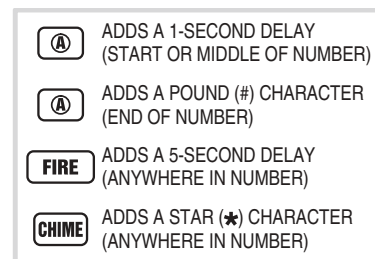 Ⓐ ADDS A 1-SECOND DELAY
(START OR MIDDLE OF NUMBER)
Ⓐ ADDS A POUND (#) CHARACTER
(END OF NUMBER)
FIRE ADDS A 5-SECOND DELAY
(ANYWHERE IN NUMBER)
CHIME ADDS A STAR (★) CHARACTER
(ANYWHERE IN NUMBER)